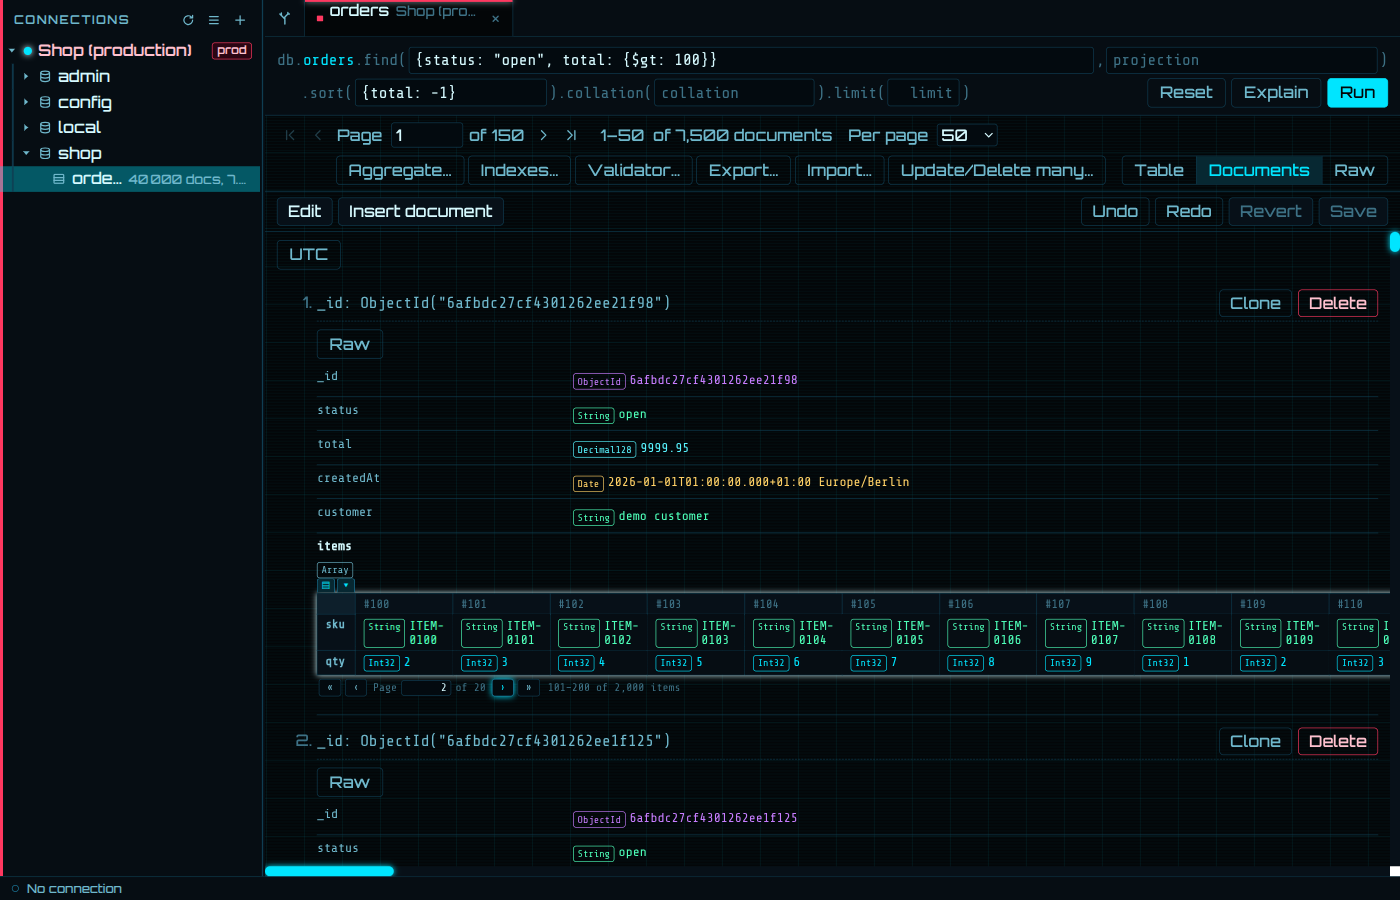 CONNECTIONS
Shop (production) prod
admin
config
local
shop
orde... 40 000 docs, 7....
orders Shop (pro... ×
db.orders.find( {status: "open", total: {$gt: 100}} , projection )
.sort( {total: -1} ).collation( collation ).limit( limit )
Reset Explain Run
Page 1 of 150 1–50 of 7,500 documents Per page 50
Aggregate... Indexes... Validator... Export... Import... Update/Delete many... Table Documents Raw
Edit Insert document Undo Redo Revert Save
UTC
1. _id: ObjectId("6afbdc27cf4301262ee21f98") Clone Delete
Raw
_id ObjectId 6afbdc27cf4301262ee21f98
status String open
total Decimal128 9999.95
createdAt Date 2026-01-01T01:00:00.000+01:00 Europe/Berlin
customer String demo customer
items
Array
#100 #101 #102 #103 #104 #105 #106 #107 #108 #109 #110
sku String ITEM-0100 String ITEM-0101 String ITEM-0102 String ITEM-0103 String ITEM-0104 String ITEM-0105 String ITEM-0106 String ITEM-0107 String ITEM-0108 String ITEM-0109 String
qty Int32 2 Int32 3 Int32 4 Int32 5 Int32 6 Int32 7 Int32 8 Int32 9 Int32 1 Int32 2 Int32 3
« ‹ Page 2 of 20 › » 101–200 of 2,000 items
2. _id: ObjectId("6afbdc27cf4301262ee1f125") Clone Delete
Raw
_id ObjectId 6afbdc27cf4301262ee1f125
status String open
No connection